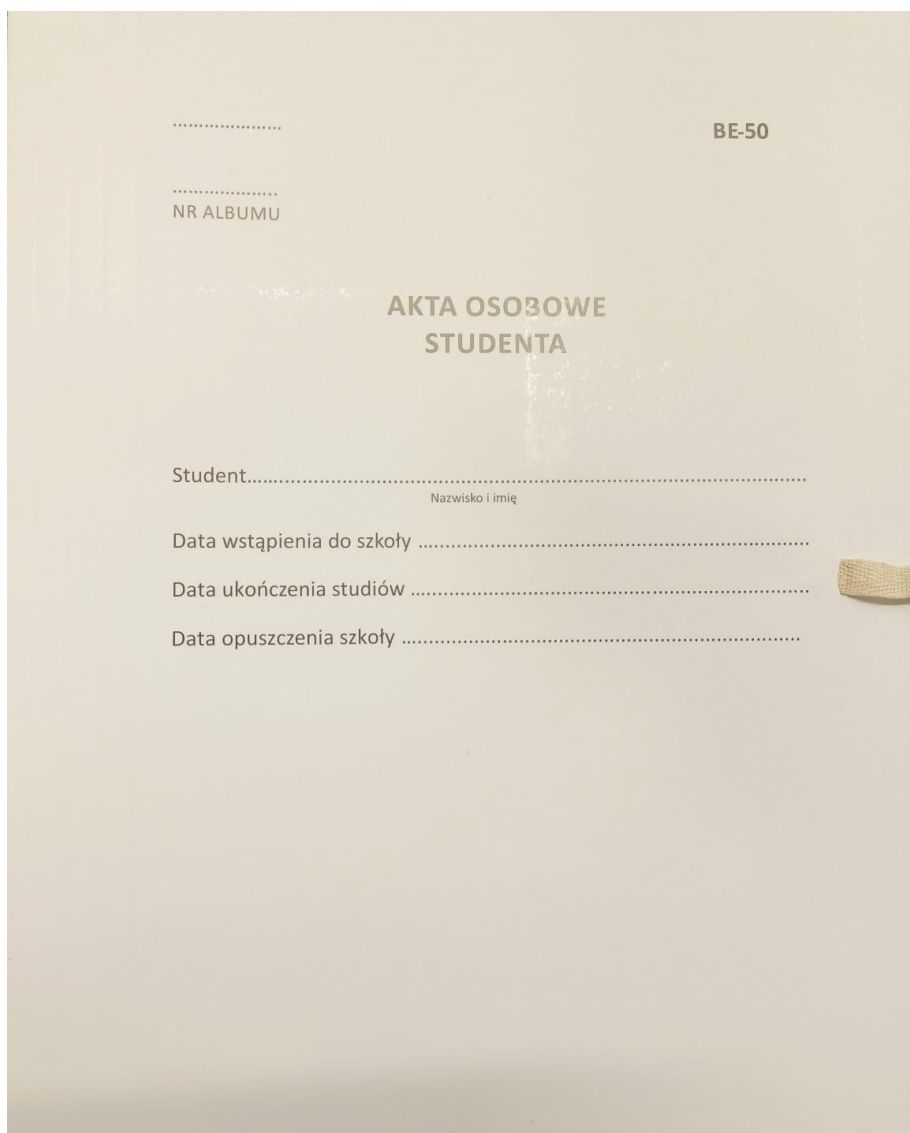 .....................
BE-50
....................
NR ALBUMU
AKTA OSOBOWE
STUDENTA
Student....................................................................................................
Nazwisko i imię
Data wstąpienia do szkoły ......................................................................
Data ukończenia studiów ........................................................................
Data opuszczenia szkoły ........................................................................